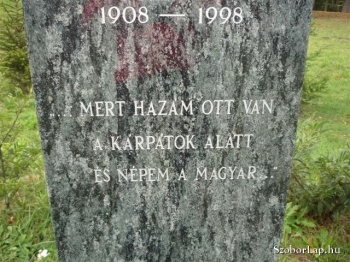 1908 — 1998
... MERT HAZÁM OTT VAN
A KÁRPÁTOK ALATT
ÉS NÉPEM A MAGYAR..."
SzoborLap.hu